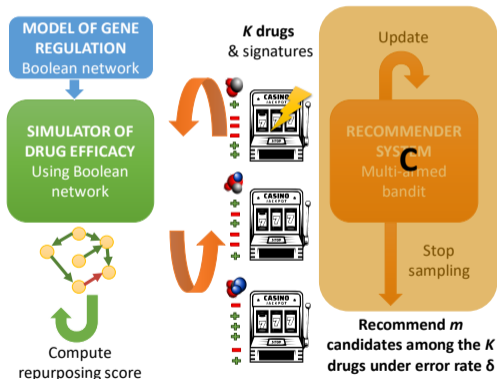 MODEL OF GENE
REGULATION
Boolean network
SIMULATOR OF
DRUG EFFICACY
Using Boolean
network
Compute
repurposing score
K drugs
& signatures
CASINO
JACKPOT
CASINO
JACKPOT
CASINO
JACKPOT
Update
RECOMMENDER
SYSTEM
C
Multi-armed
bandit
Stop
sampling
Recommend m
candidates among the K
drugs under error rate δ